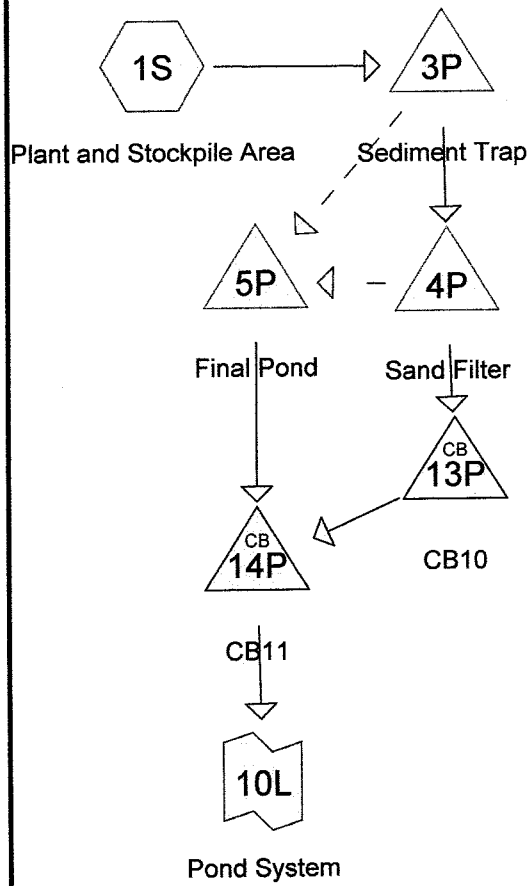 1S
3P
Plant and Stockpile Area
Sediment Trap
5P
4P
Final Pond
Sand Filter
CB
13P
CB
14P
CB10
CB11
10L
Pond System